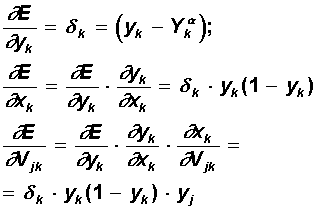 ∂E/∂y_k = δ_k = (y_k − Y_k^α);
∂E/∂x_k = ∂E/∂y_k · ∂y_k/∂x_k = δ_k · y_k(1 − y_k)
∂E/∂V_jk = ∂E/∂y_k · ∂y_k/∂x_k · ∂x_k/∂V_jk =
= δ_k · y_k(1 − y_k) · y_j